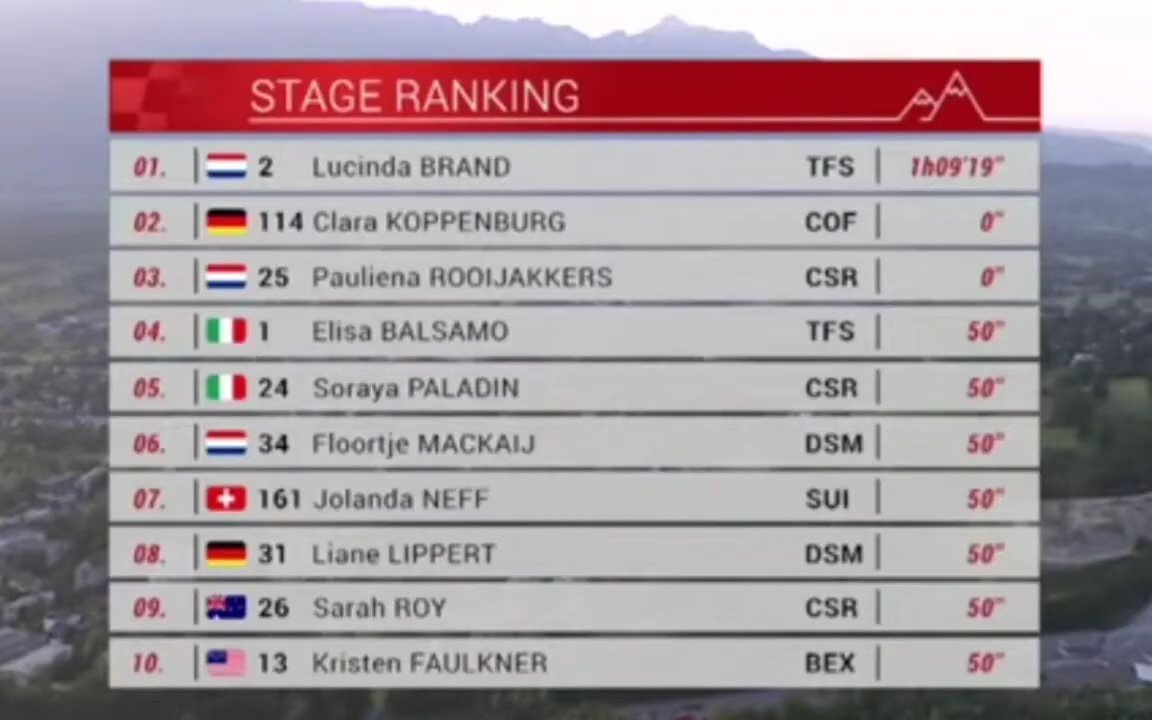 STAGE RANKING
01. 2 Lucinda BRAND TFS 1h09'19"
02. 114 Clara KOPPENBURG COF 0"
03. 25 Pauliena ROOIJAKKERS CSR 0"
04. 1 Elisa BALSAMO TFS 50"
05. 24 Soraya PALADIN CSR 50"
06. 34 Floortje MACKAIJ DSM 50"
07. 161 Jolanda NEFF SUI 50"
08. 31 Liane LIPPERT DSM 50"
09. 26 Sarah ROY CSR 50"
10. 13 Kristen FAULKNER BEX 50"